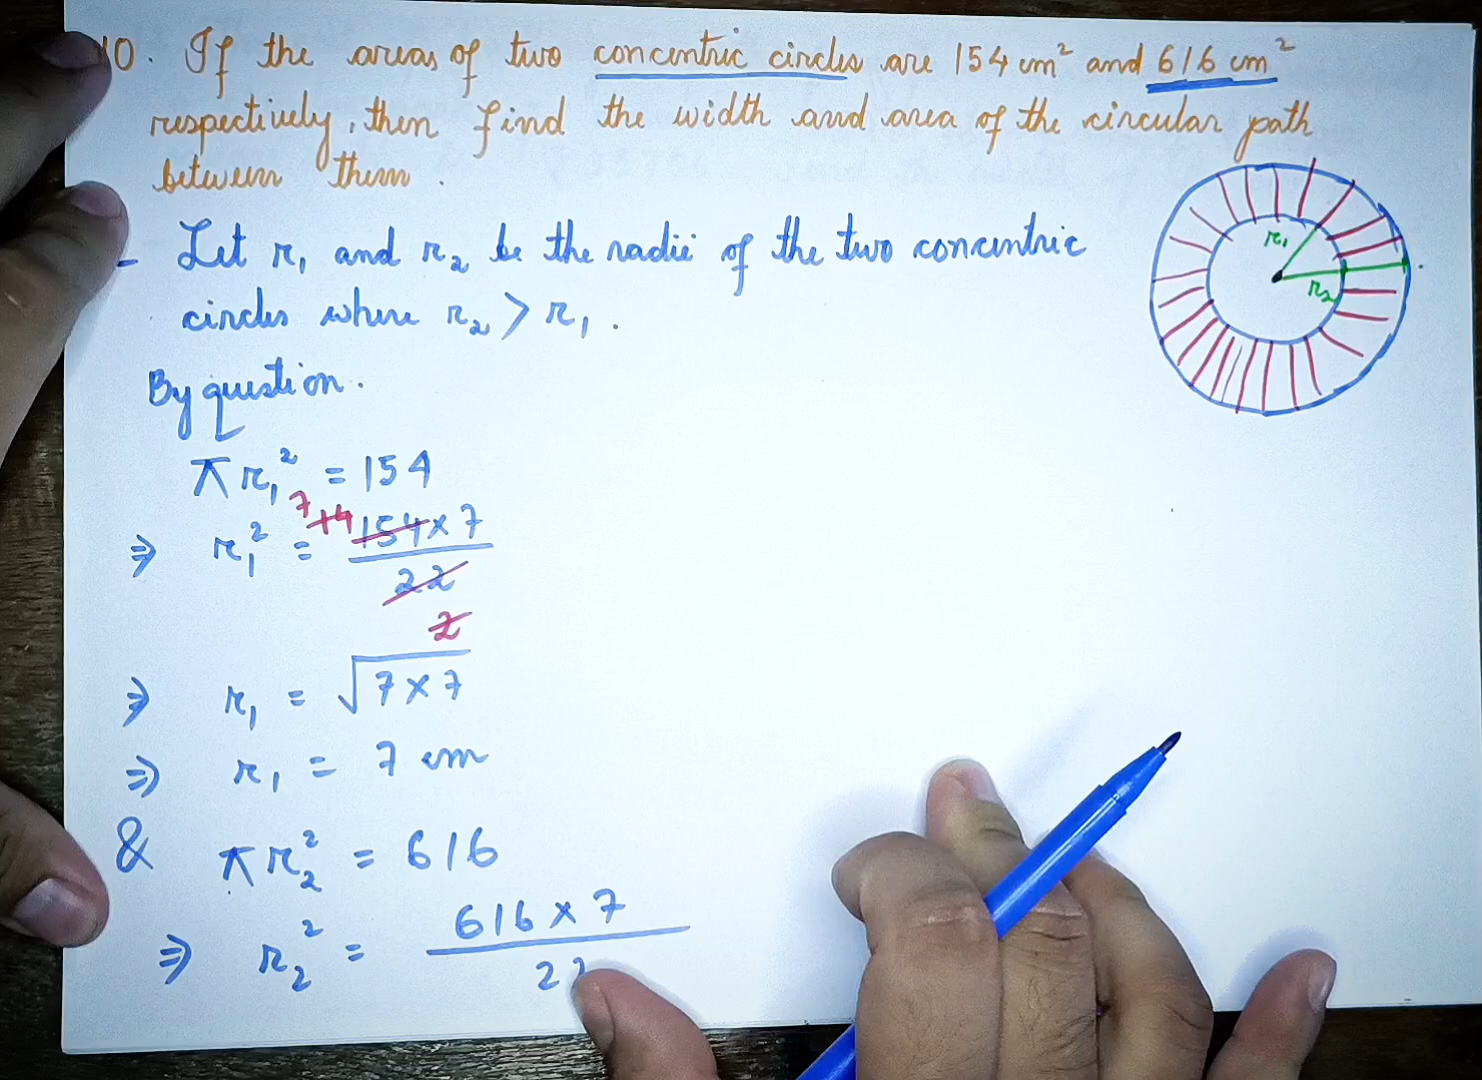 10. If the areas of two concentric circles are 154 cm² and 616 cm²
respectively, then find the width and area of the circular path
between them.
- Let r₁ and r₂ be the radii of the two concentric
circles where r₂ > r₁.
r₁
r₂
By question.
πr₁² = 154
⇒ r₁² = 154 × 7 / 22
7
14
2
⇒ r₁ = √7×7
⇒ r₁ = 7 cm
& πr₂² = 616
⇒ r₂² = 616 × 7 / 22